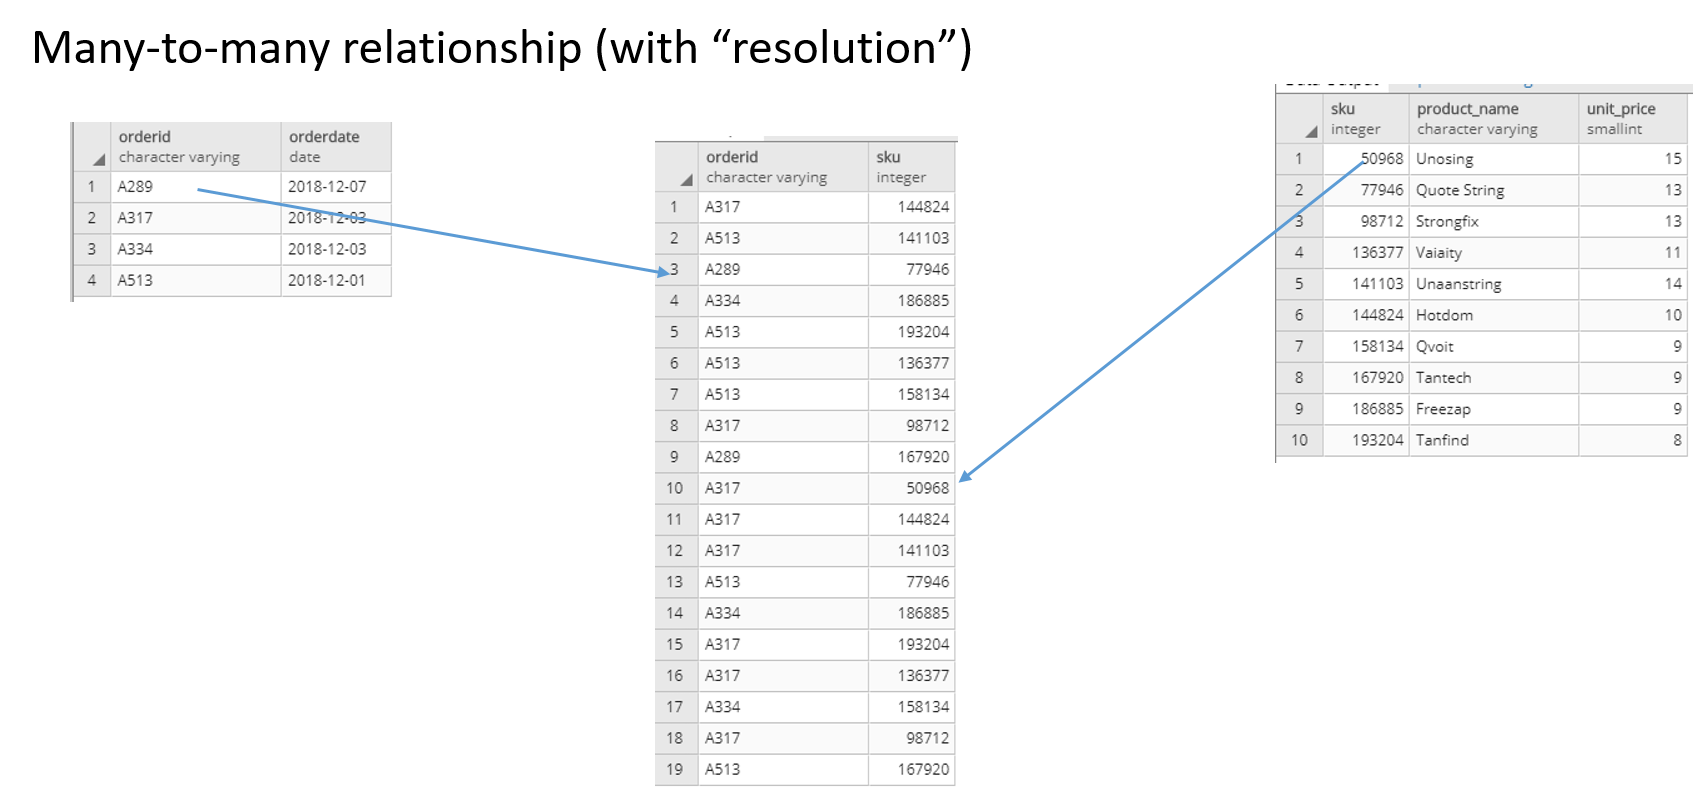 Many-to-many relationship (with “resolution”)
orderid orderdate
character varying date
1 A289 2018-12-07
2 A317 2018-12-03
3 A334 2018-12-03
4 A513 2018-12-01
orderid sku
character varying integer
1 A317 144824
2 A513 141103
3 A289 77946
4 A334 186885
5 A513 193204
6 A513 136377
7 A513 158134
8 A317 98712
9 A289 167920
10 A317 50968
11 A317 144824
12 A317 141103
13 A513 77946
14 A334 186885
15 A317 193204
16 A317 136377
17 A334 158134
18 A317 98712
19 A513 167920
sku product_name unit_price
integer character varying smallint
1 50968 Unosing 15
2 77946 Quote String 13
3 98712 Strongfix 13
4 136377 Vaiaity 11
5 141103 Unaanstring 14
6 144824 Hotdom 10
7 158134 Qvoit 9
8 167920 Tantech 9
9 186885 Freezap 9
10 193204 Tanfind 8